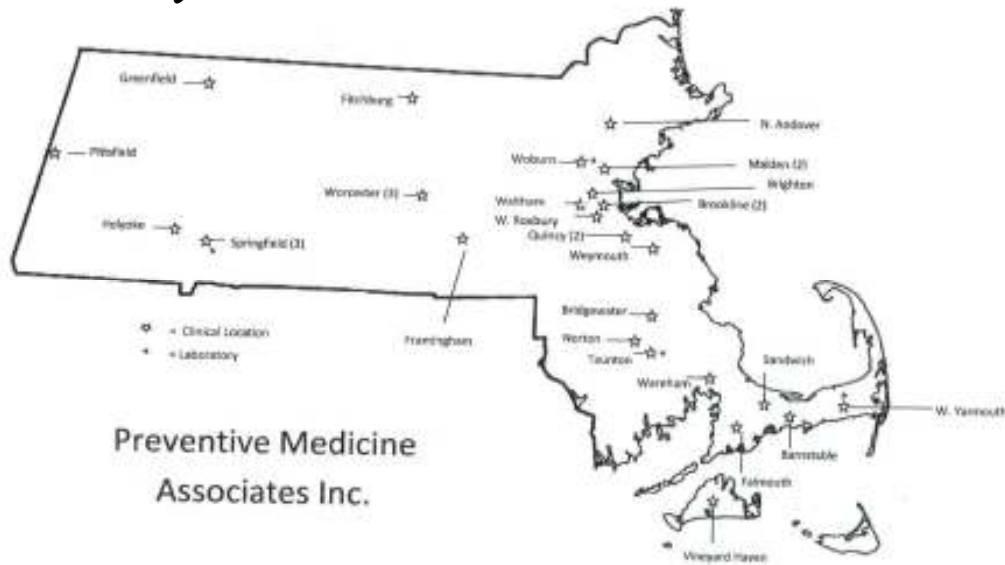 Greenfield
Fitchburg
N. Andover
Pittsfield
Woburn
Malden (2)
Brighton
Worcester (3)
Waltham
Brookline (2)
W. Roxbury
Holyoke
Springfield (3)
Quincy (2)
Weymouth
Bridgewater
= Clinical Location
= Laboratory
Framingham
Norton
Taunton
Sandwich
Wareham
W. Yarmouth
Barnstable
Falmouth
Preventive Medicine
Associates Inc.
Vineyard Haven